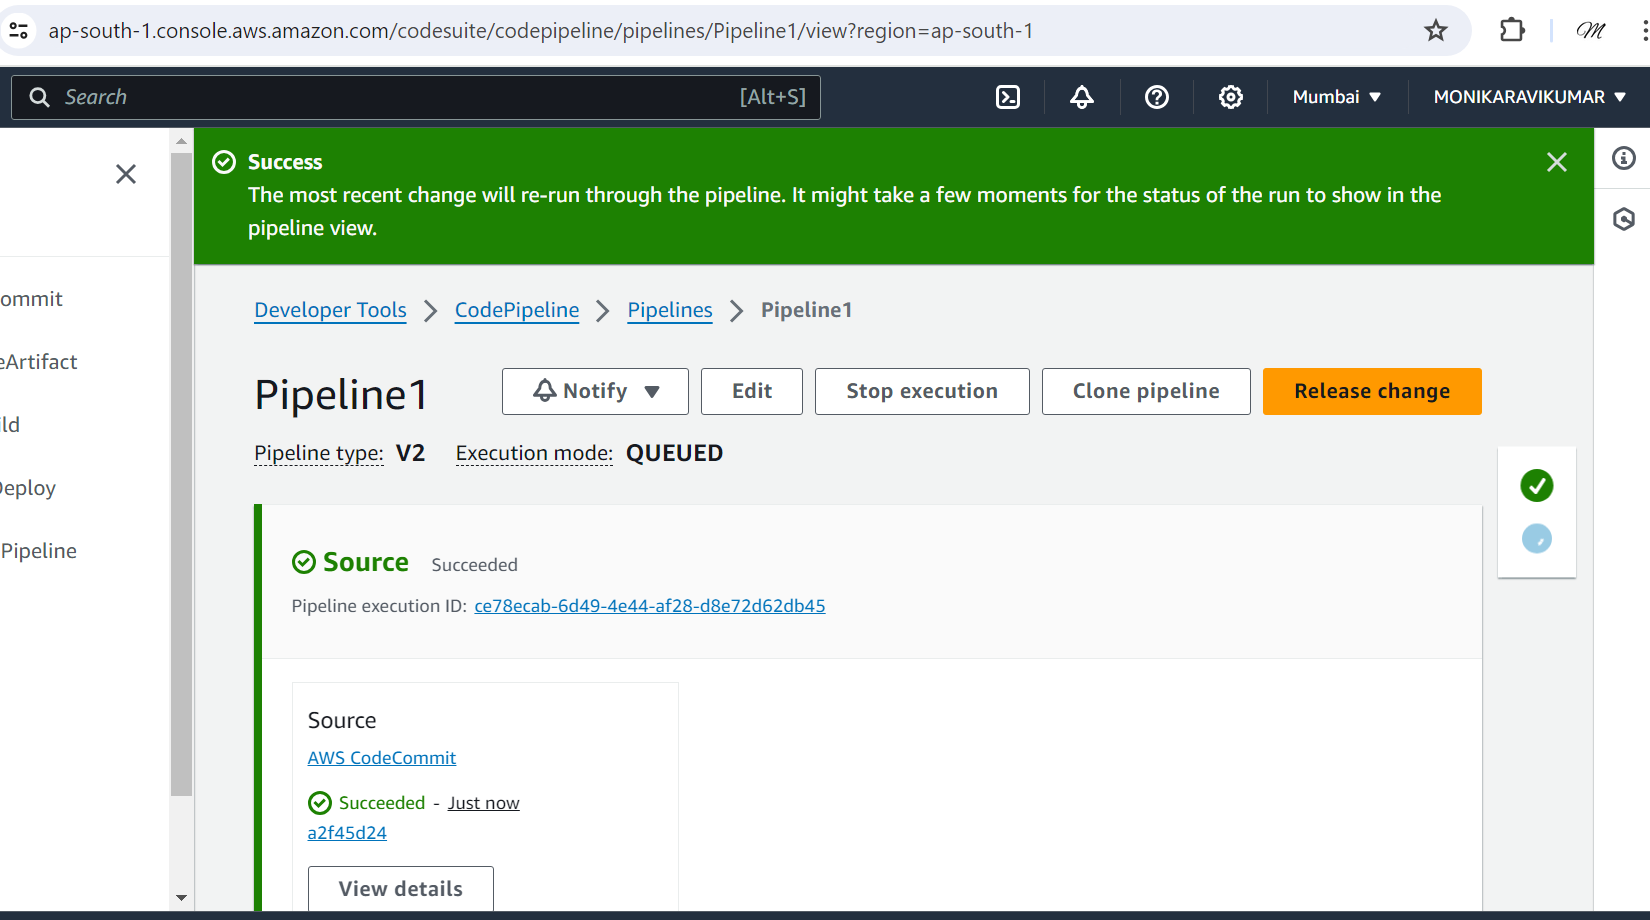 ap-south-1.console.aws.amazon.com/codesuite/codepipeline/pipelines/Pipeline1/view?region=ap-south-1
Search [Alt+S] Mumbai MONIKARAVIKUMAR
Success
The most recent change will re-run through the pipeline. It might take a few moments for the status of the run to show in the
pipeline view.
ommit
eArtifact
ild
Deploy
Pipeline
Developer Tools CodePipeline Pipelines Pipeline1
Pipeline1 Notify Edit Stop execution Clone pipeline Release change
Pipeline type: V2 Execution mode: QUEUED
Source Succeeded
Pipeline execution ID: ce78ecab-6d49-4e44-af28-d8e72d62db45
Source
AWS CodeCommit
Succeeded - Just now
a2f45d24
View details